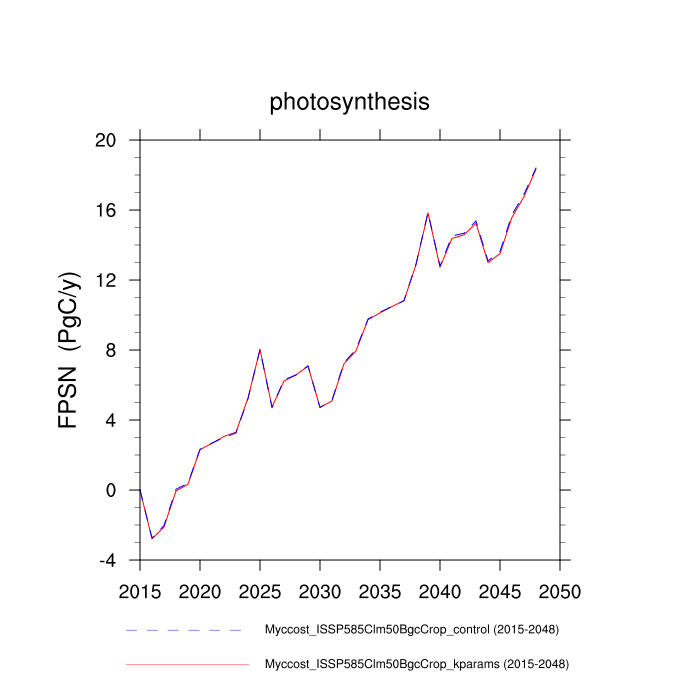 photosynthesis
20
16
12
8
4
0
-4
FPSN (PgC/y)
2015 2020 2025 2030 2035 2040 2045 2050
Myccost_ISSP585Clm50BgcCrop_control (2015-2048)
Myccost_ISSP585Clm50BgcCrop_kparams (2015-2048)